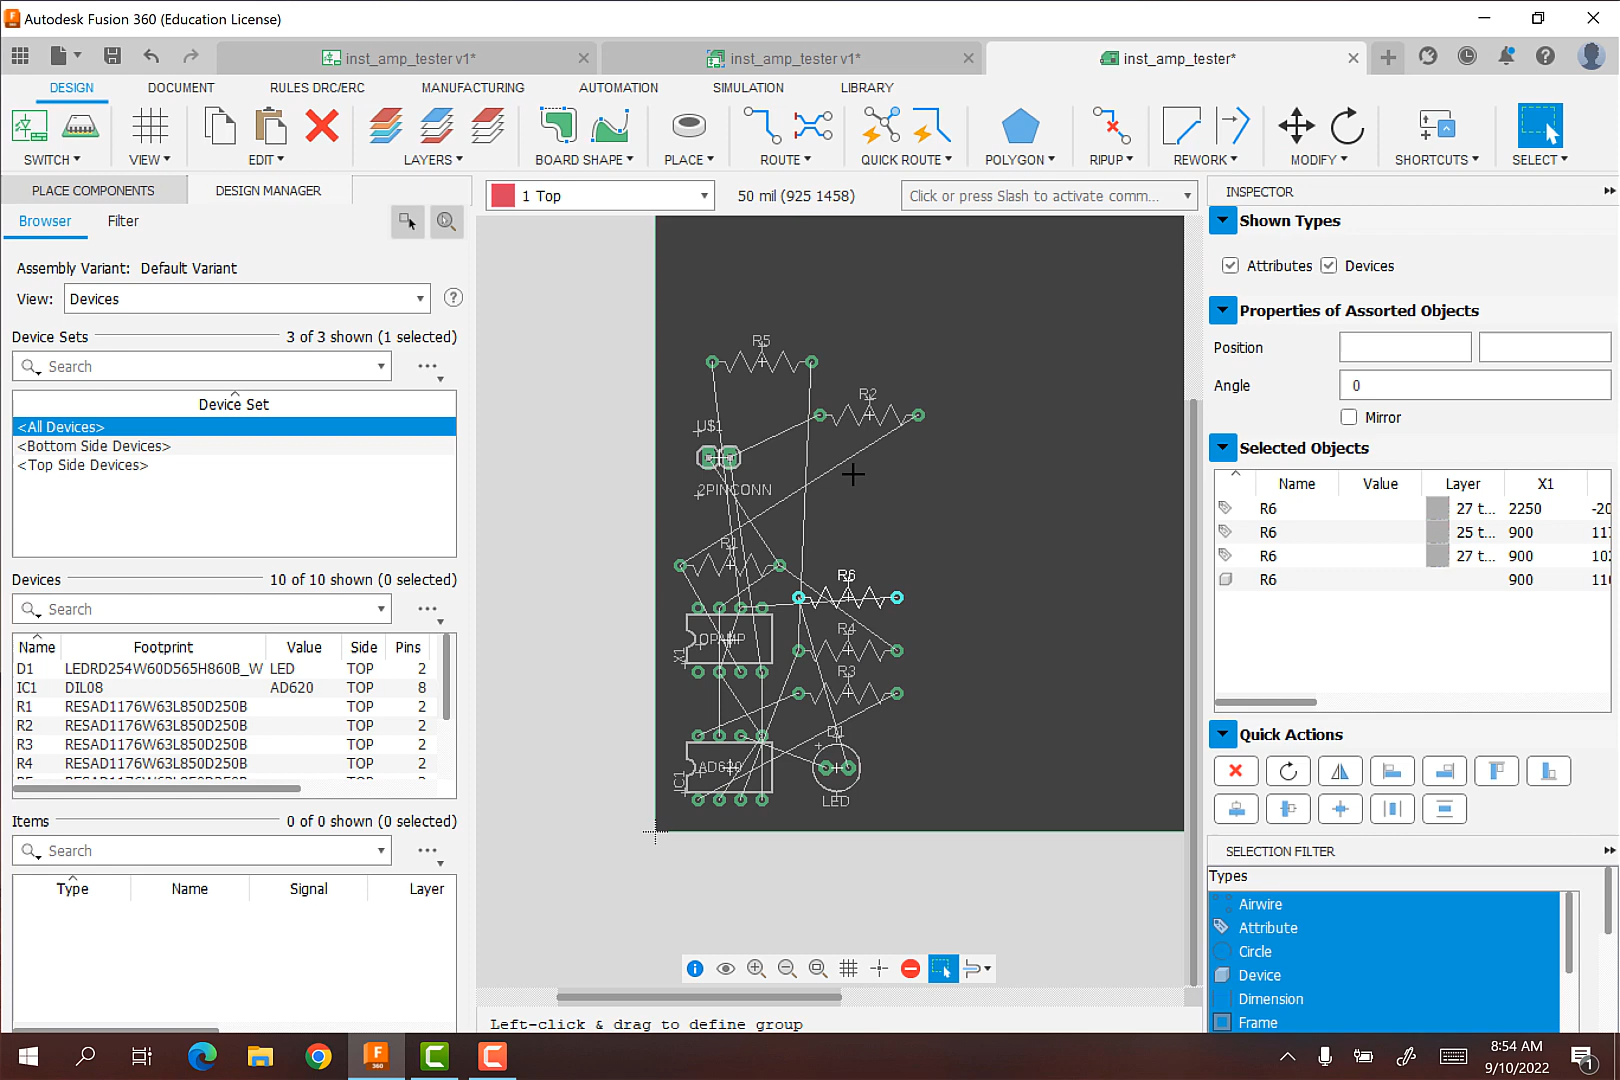 Autodesk Fusion 360 (Education License)
inst_amp_tester v1*
inst_amp_tester v1*
inst_amp_tester*
DESIGN
DOCUMENT
RULES DRC/ERC
MANUFACTURING
AUTOMATION
SIMULATION
LIBRARY
SWITCH
VIEW
EDIT
LAYERS
BOARD SHAPE
PLACE
ROUTE
QUICK ROUTE
POLYGON
RIPUP
REWORK
MODIFY
SHORTCUTS
SELECT
PLACE COMPONENTS
DESIGN MANAGER
1 Top
50 mil (925 1458)
Click or press Slash to activate comm...
INSPECTOR
Browser
Filter
Shown Types
Attributes
Devices
Assembly Variant: Default Variant
View:
Devices
Device Sets
3 of 3 shown (1 selected)
Search
Device Set
<All Devices>
<Bottom Side Devices>
<Top Side Devices>
Devices
10 of 10 shown (0 selected)
Search
Name Footprint Value Side Pins
D1 LEDRD254W60D565H860B_W LED TOP 2
IC1 DIL08 AD620 TOP 8
R1 RESAD1176W63L850D250B TOP 2
R2 RESAD1176W63L850D250B TOP 2
R3 RESAD1176W63L850D250B TOP 2
R4 RESAD1176W63L850D250B TOP 2
Items
0 of 0 shown (0 selected)
Search
Type Name Signal Layer
R5
R2
U$1
2PINCONN
R1
R6
OPAMP
X1
R4
R3
D1
AD620
IC1
LED
Left-click & drag to define group
Properties of Assorted Objects
Position
Angle
0
Mirror
Selected Objects
Name Value Layer X1
R6 27 t... 2250 -20
R6 25 t... 900 11
R6 27 t... 900 10
R6 900 11
Quick Actions
SELECTION FILTER
Types
Airwire
Attribute
Circle
Device
Dimension
Frame
F
360
C
C
8:54 AM
9/10/2022
1